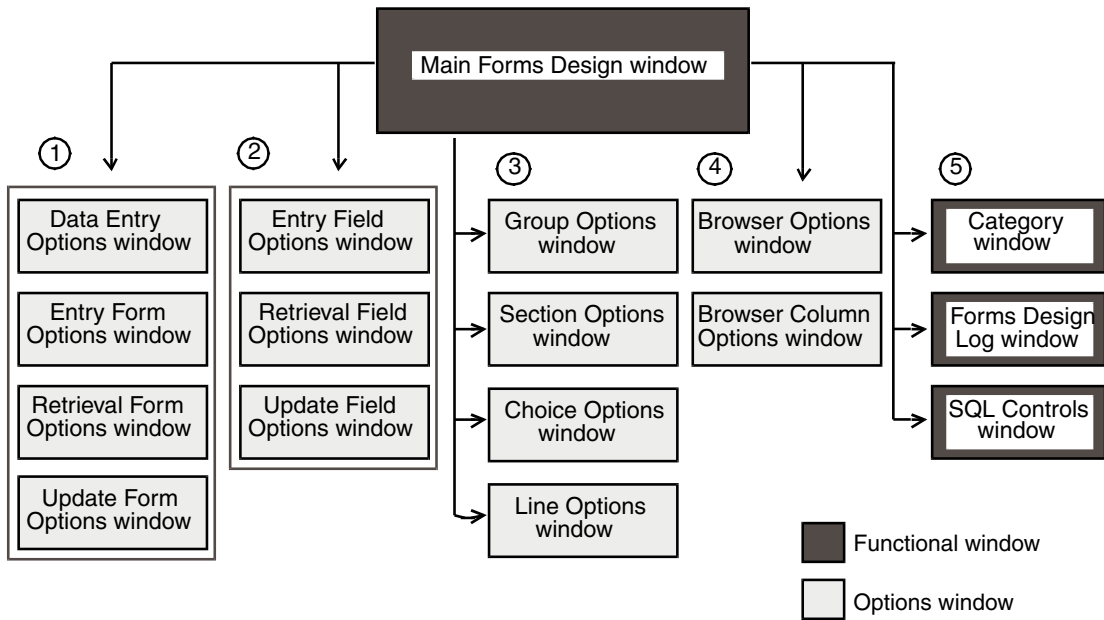 Main Forms Design window
1
Data Entry
Options window
Entry Form
Options window
Retrieval Form
Options window
Update Form
Options window
2
Entry Field
Options window
Retrieval Field
Options window
Update Field
Options window
3
Group Options
window
Section Options
window
Choice Options
window
Line Options
window
4
Browser Options
window
Browser Column
Options window
5
Category
window
Forms Design
Log window
SQL Controls
window
Functional window
Options window